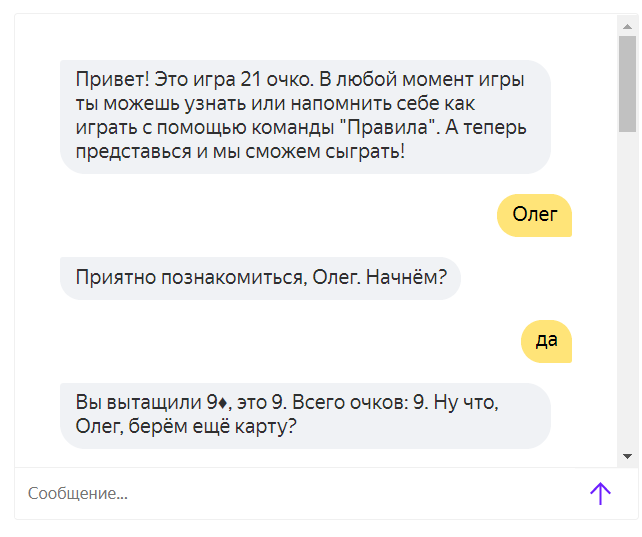 Привет! Это игра 21 очко. В любой момент игры
ты можешь узнать или напомнить себе как
играть с помощью команды "Правила". А теперь
представься и мы сможем сыграть!
Олег
Приятно познакомиться, Олег. Начнём?
да
Вы вытащили 9♦, это 9. Всего очков: 9. Ну что,
Олег, берём ещё карту?
Сообщение...